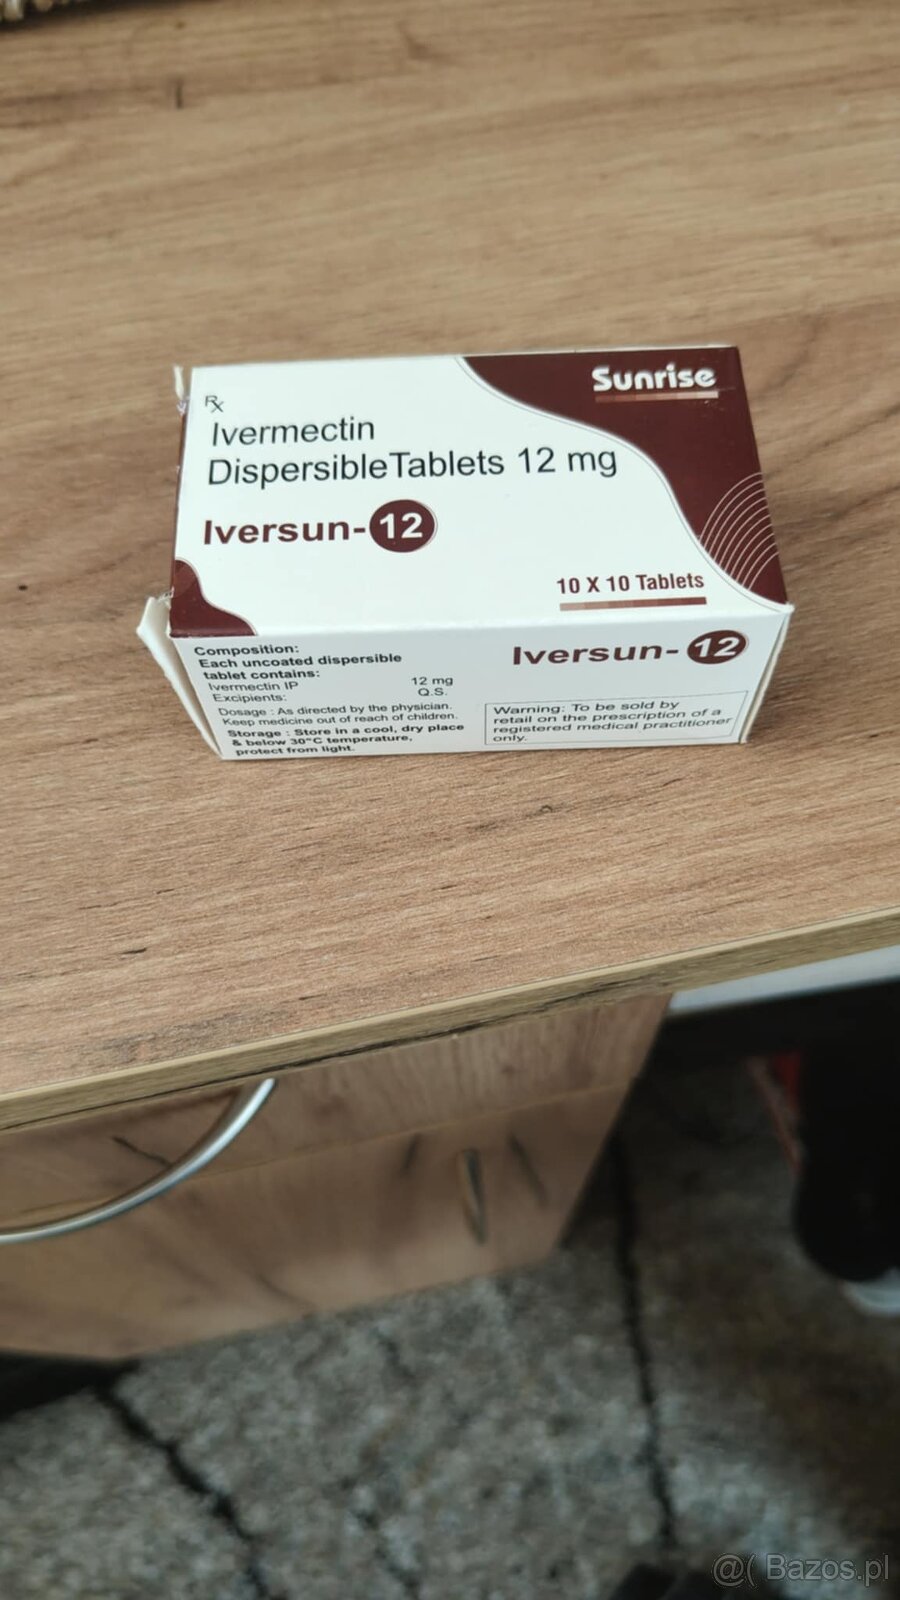 Sunrise
Rx
Ivermectin
Dispersible Tablets 12 mg
Iversun-12
10 X 10 Tablets
Composition:
Each uncoated dispersible
tablet contains:
Ivermectin IP 12 mg
Excipients: Q.S.
Dosage : As directed by the physician.
Keep medicine out of reach of children.
Storage : Store in a cool, dry place
& below 30°C temperature,
protect from light.
Iversun-12
Warning: To be sold by
retail on the prescription of a
registered medical practitioner
only.
@( Bazos.pl